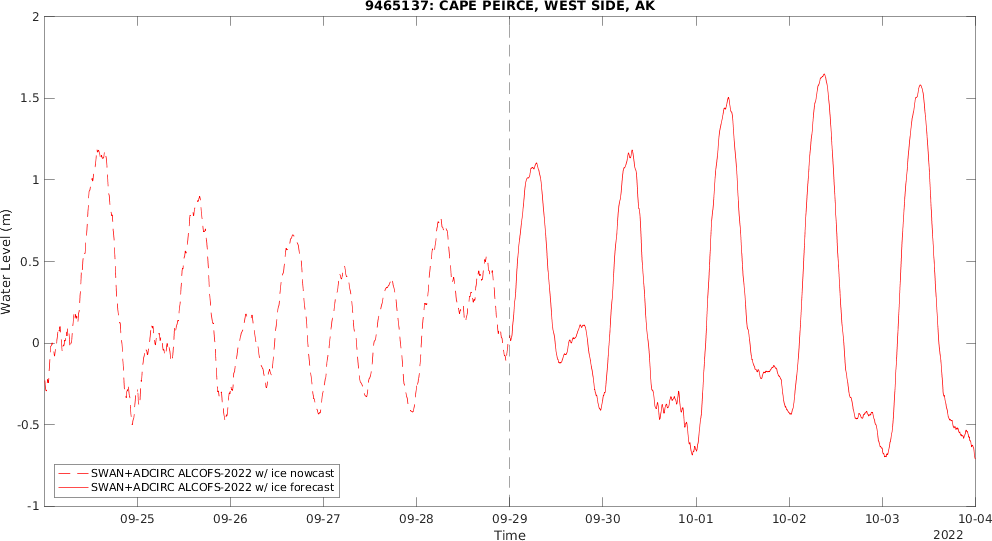 9465137: CAPE PEIRCE, WEST SIDE, AK
2
1.5
1
0.5
0
-0.5
-1
Water Level (m)
SWAN+ADCIRC ALCOFS-2022 w/ ice nowcast
SWAN+ADCIRC ALCOFS-2022 w/ ice forecast
09-25 09-26 09-27 09-28 09-29 09-30 10-01 10-02 10-03 10-04
Time
2022